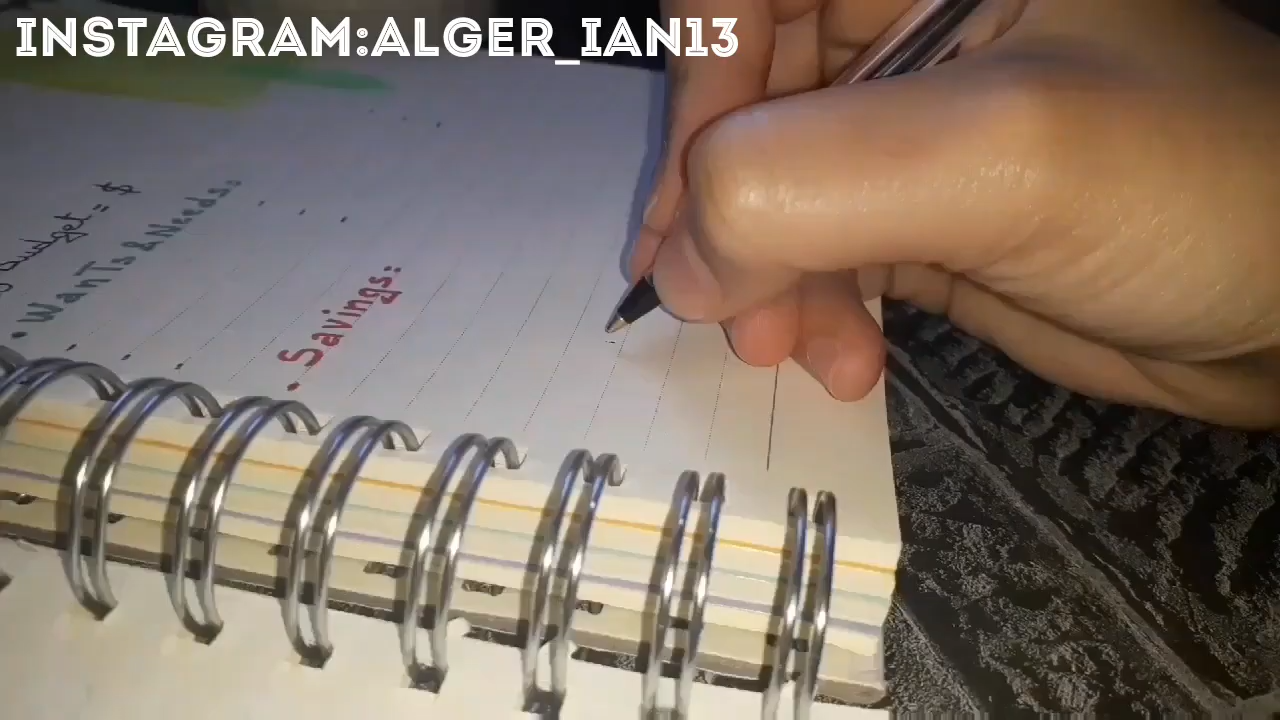 INSTAGRAM:ALGER_IAN13
budget = $
• WanTs & Needs:
• Savings: